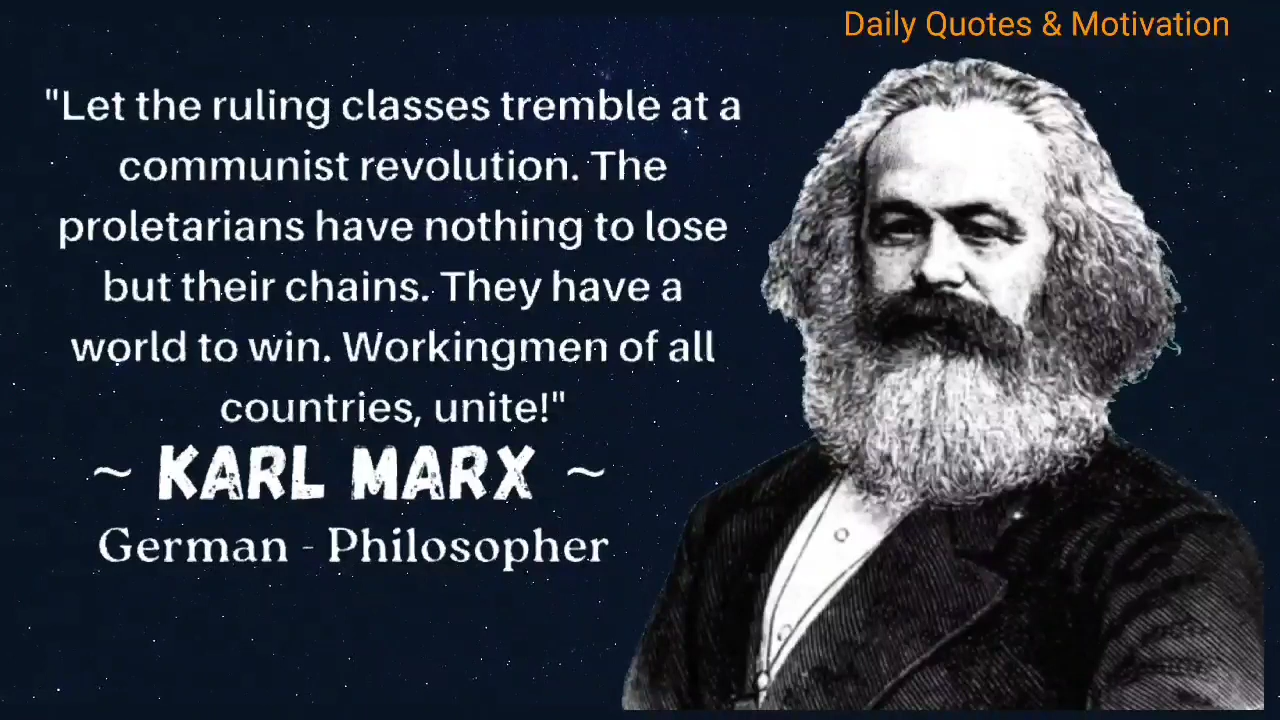 Daily Quotes & Motivation
"Let the ruling classes tremble at a
communist revolution. The
proletarians have nothing to lose
but their chains. They have a
world to win. Workingmen of all
countries, unite!"
~ KARL MARX ~
German - Philosopher